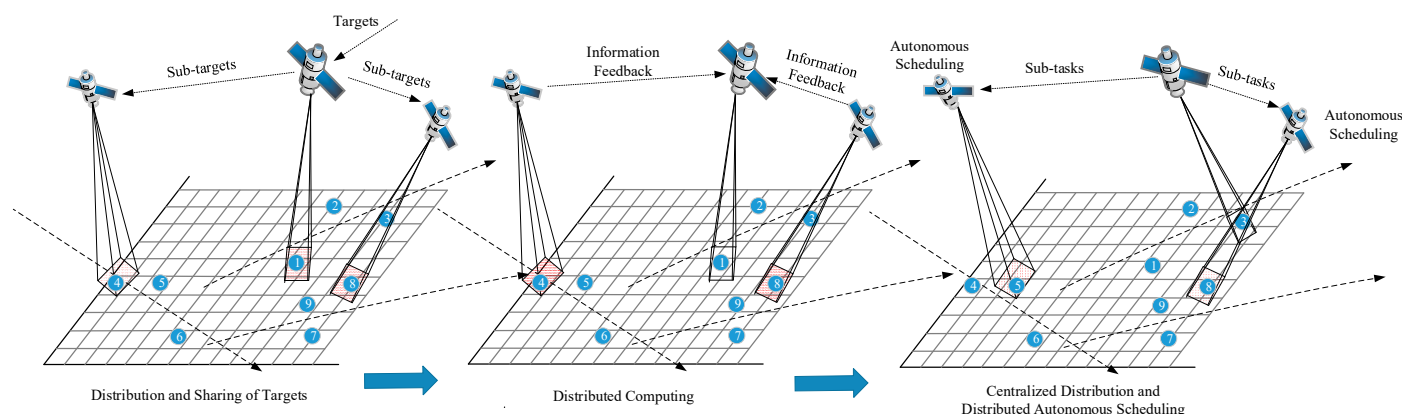 Targets
Sub-targets
Sub-targets
2
3
1
4
5
8
9
6
7
Distribution and Sharing of Targets
Information
Feedback
Information
Feedback
2
3
1
4
5
8
9
6
7
Distributed Computing
Autonomous
Scheduling
Sub-tasks
Sub-tasks
Autonomous
Scheduling
2
3
1
4
5
8
9
6
7
Centralized Distribution and
Distributed Autonomous Scheduling